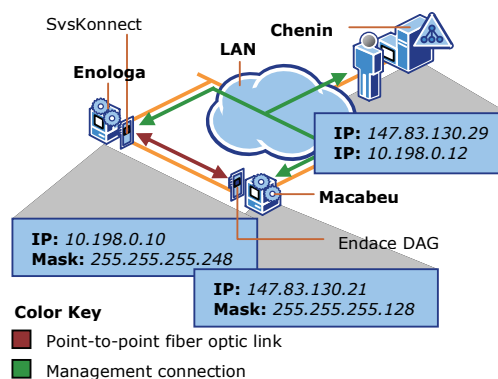 SvsKonnect
Chenin
Enologa
LAN
IP: 147.83.130.29
IP: 10.198.0.12
Macabeu
Endace DAG
IP: 10.198.0.10
Mask: 255.255.255.248
IP: 147.83.130.21
Mask: 255.255.255.128
Color Key
Point-to-point fiber optic link
Management connection